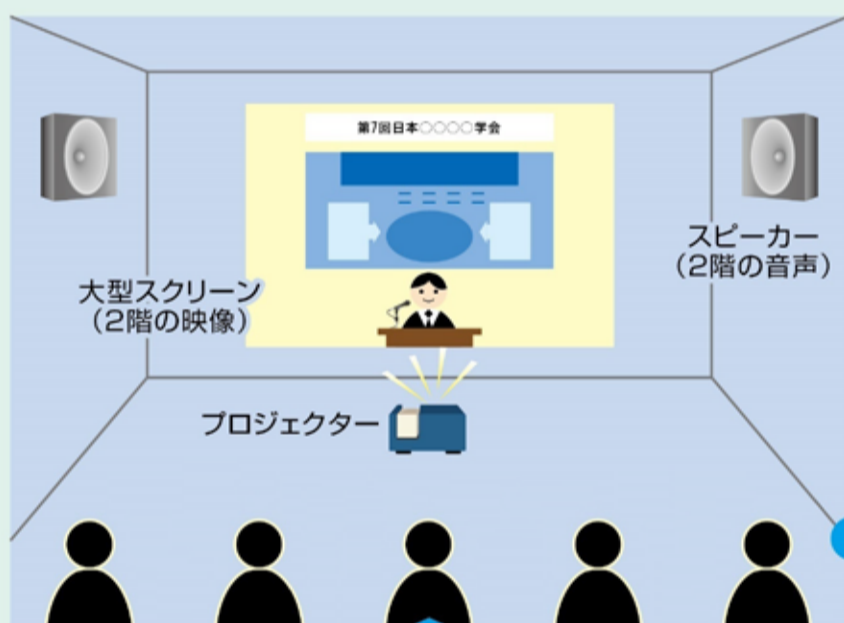 第7回日本○○○○学会
スピーカー
（2階の音声）
大型スクリーン
（2階の映像）
プロジェクター